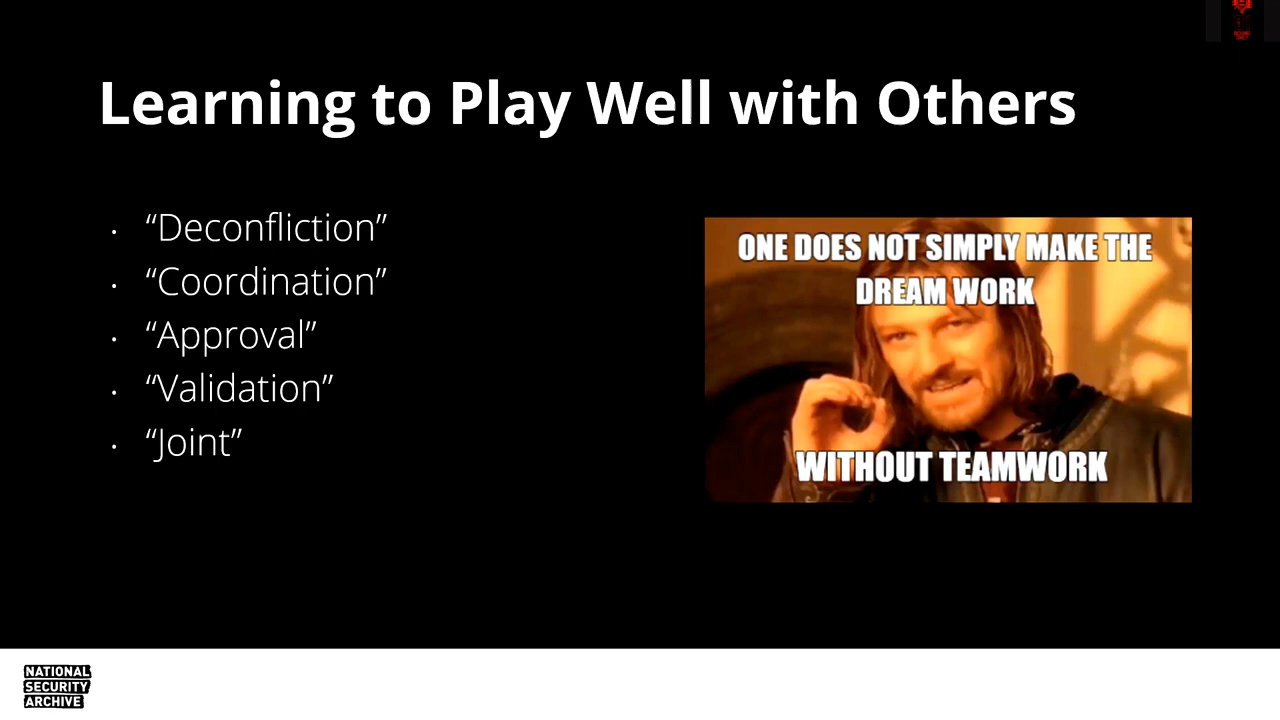 Learning to Play Well with Others
· “Deconfliction”
· “Coordination”
· “Approval”
· “Validation”
· “Joint”
ONE DOES NOT SIMPLY MAKE THE
DREAM WORK
WITHOUT TEAMWORK
NATIONAL
SECURITY
ARCHIVE